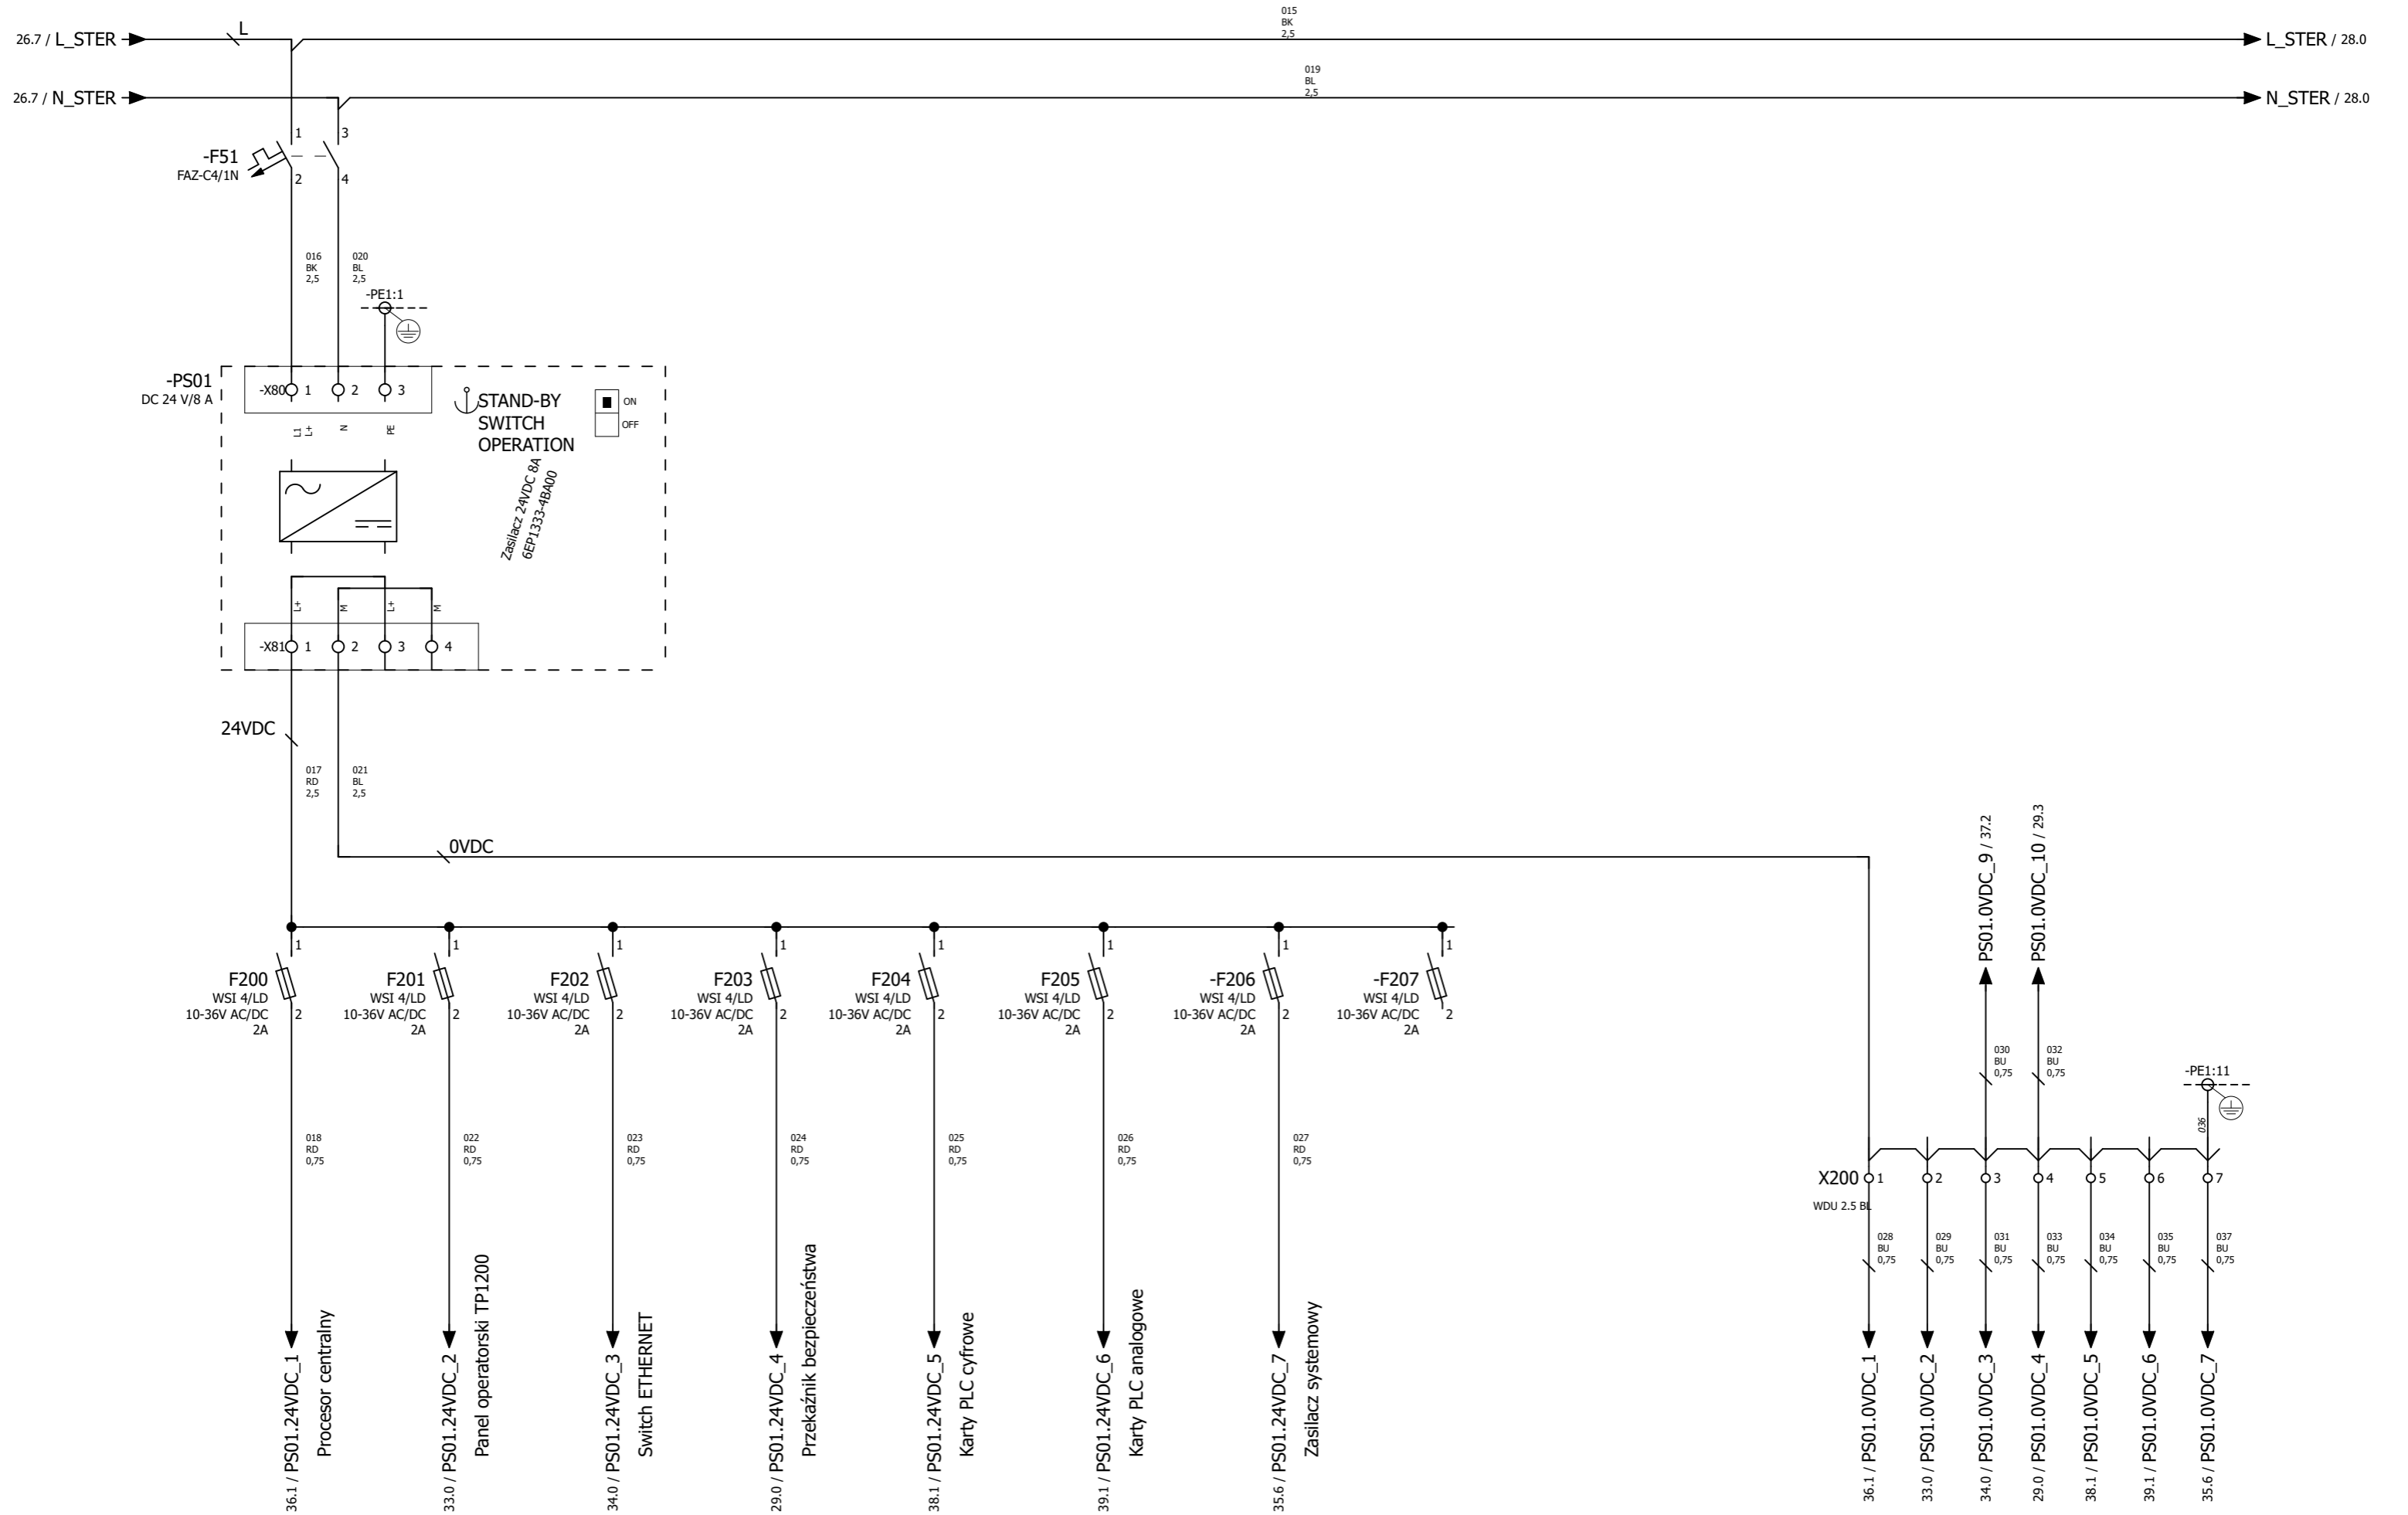 26.7 / L_STER
L
015
BK
2,5
L_STER / 28.0
26.7 / N_STER
019
BL
2,5
N_STER / 28.0
-F51
FAZ-C4/1N
1
3
2
4
016
BK
2,5
020
BL
2,5
-PE1:1
-PS01
DC 24 V/8 A
-X80
1
2
3
L1
L+
N
PE
STAND-BY
SWITCH
OPERATION
ON
OFF
Zasilacz 24VDC 8A
6EP1333-4BA00
L+
M
L+
M
-X81
1
2
3
4
24VDC
017
RD
2,5
021
BL
2,5
0VDC
PS01.0VDC_9 / 37.2
PS01.0VDC_10 / 29.3
F200
WSI 4/LD
10-36V AC/DC
2A
1
2
F201
WSI 4/LD
10-36V AC/DC
2A
1
2
F202
WSI 4/LD
10-36V AC/DC
2A
1
2
F203
WSI 4/LD
10-36V AC/DC
2A
1
2
F204
WSI 4/LD
10-36V AC/DC
2A
1
2
F205
WSI 4/LD
10-36V AC/DC
2A
1
2
-F206
WSI 4/LD
10-36V AC/DC
2A
1
2
-F207
WSI 4/LD
10-36V AC/DC
2A
1
2
030
BU
0,75
032
BU
0,75
-PE1:11
036
018
RD
0,75
022
RD
0,75
023
RD
0,75
024
RD
0,75
025
RD
0,75
026
RD
0,75
027
RD
0,75
X200
WDU 2.5 BL
1
2
3
4
5
6
7
028
BU
0,75
029
BU
0,75
031
BU
0,75
033
BU
0,75
034
BU
0,75
035
BU
0,75
037
BU
0,75
36.1 / PS01.24VDC_1
Procesor centralny
33.0 / PS01.24VDC_2
Panel operatorski TP1200
34.0 / PS01.24VDC_3
Switch ETHERNET
29.0 / PS01.24VDC_4
Przekaźnik bezpieczeństwa
38.1 / PS01.24VDC_5
Karty PLC cyfrowe
39.1 / PS01.24VDC_6
Karty PLC analogowe
35.6 / PS01.24VDC_7
Zasilacz systemowy
36.1 / PS01.0VDC_1
33.0 / PS01.0VDC_2
34.0 / PS01.0VDC_3
29.0 / PS01.0VDC_4
38.1 / PS01.0VDC_5
39.1 / PS01.0VDC_6
35.6 / PS01.0VDC_7